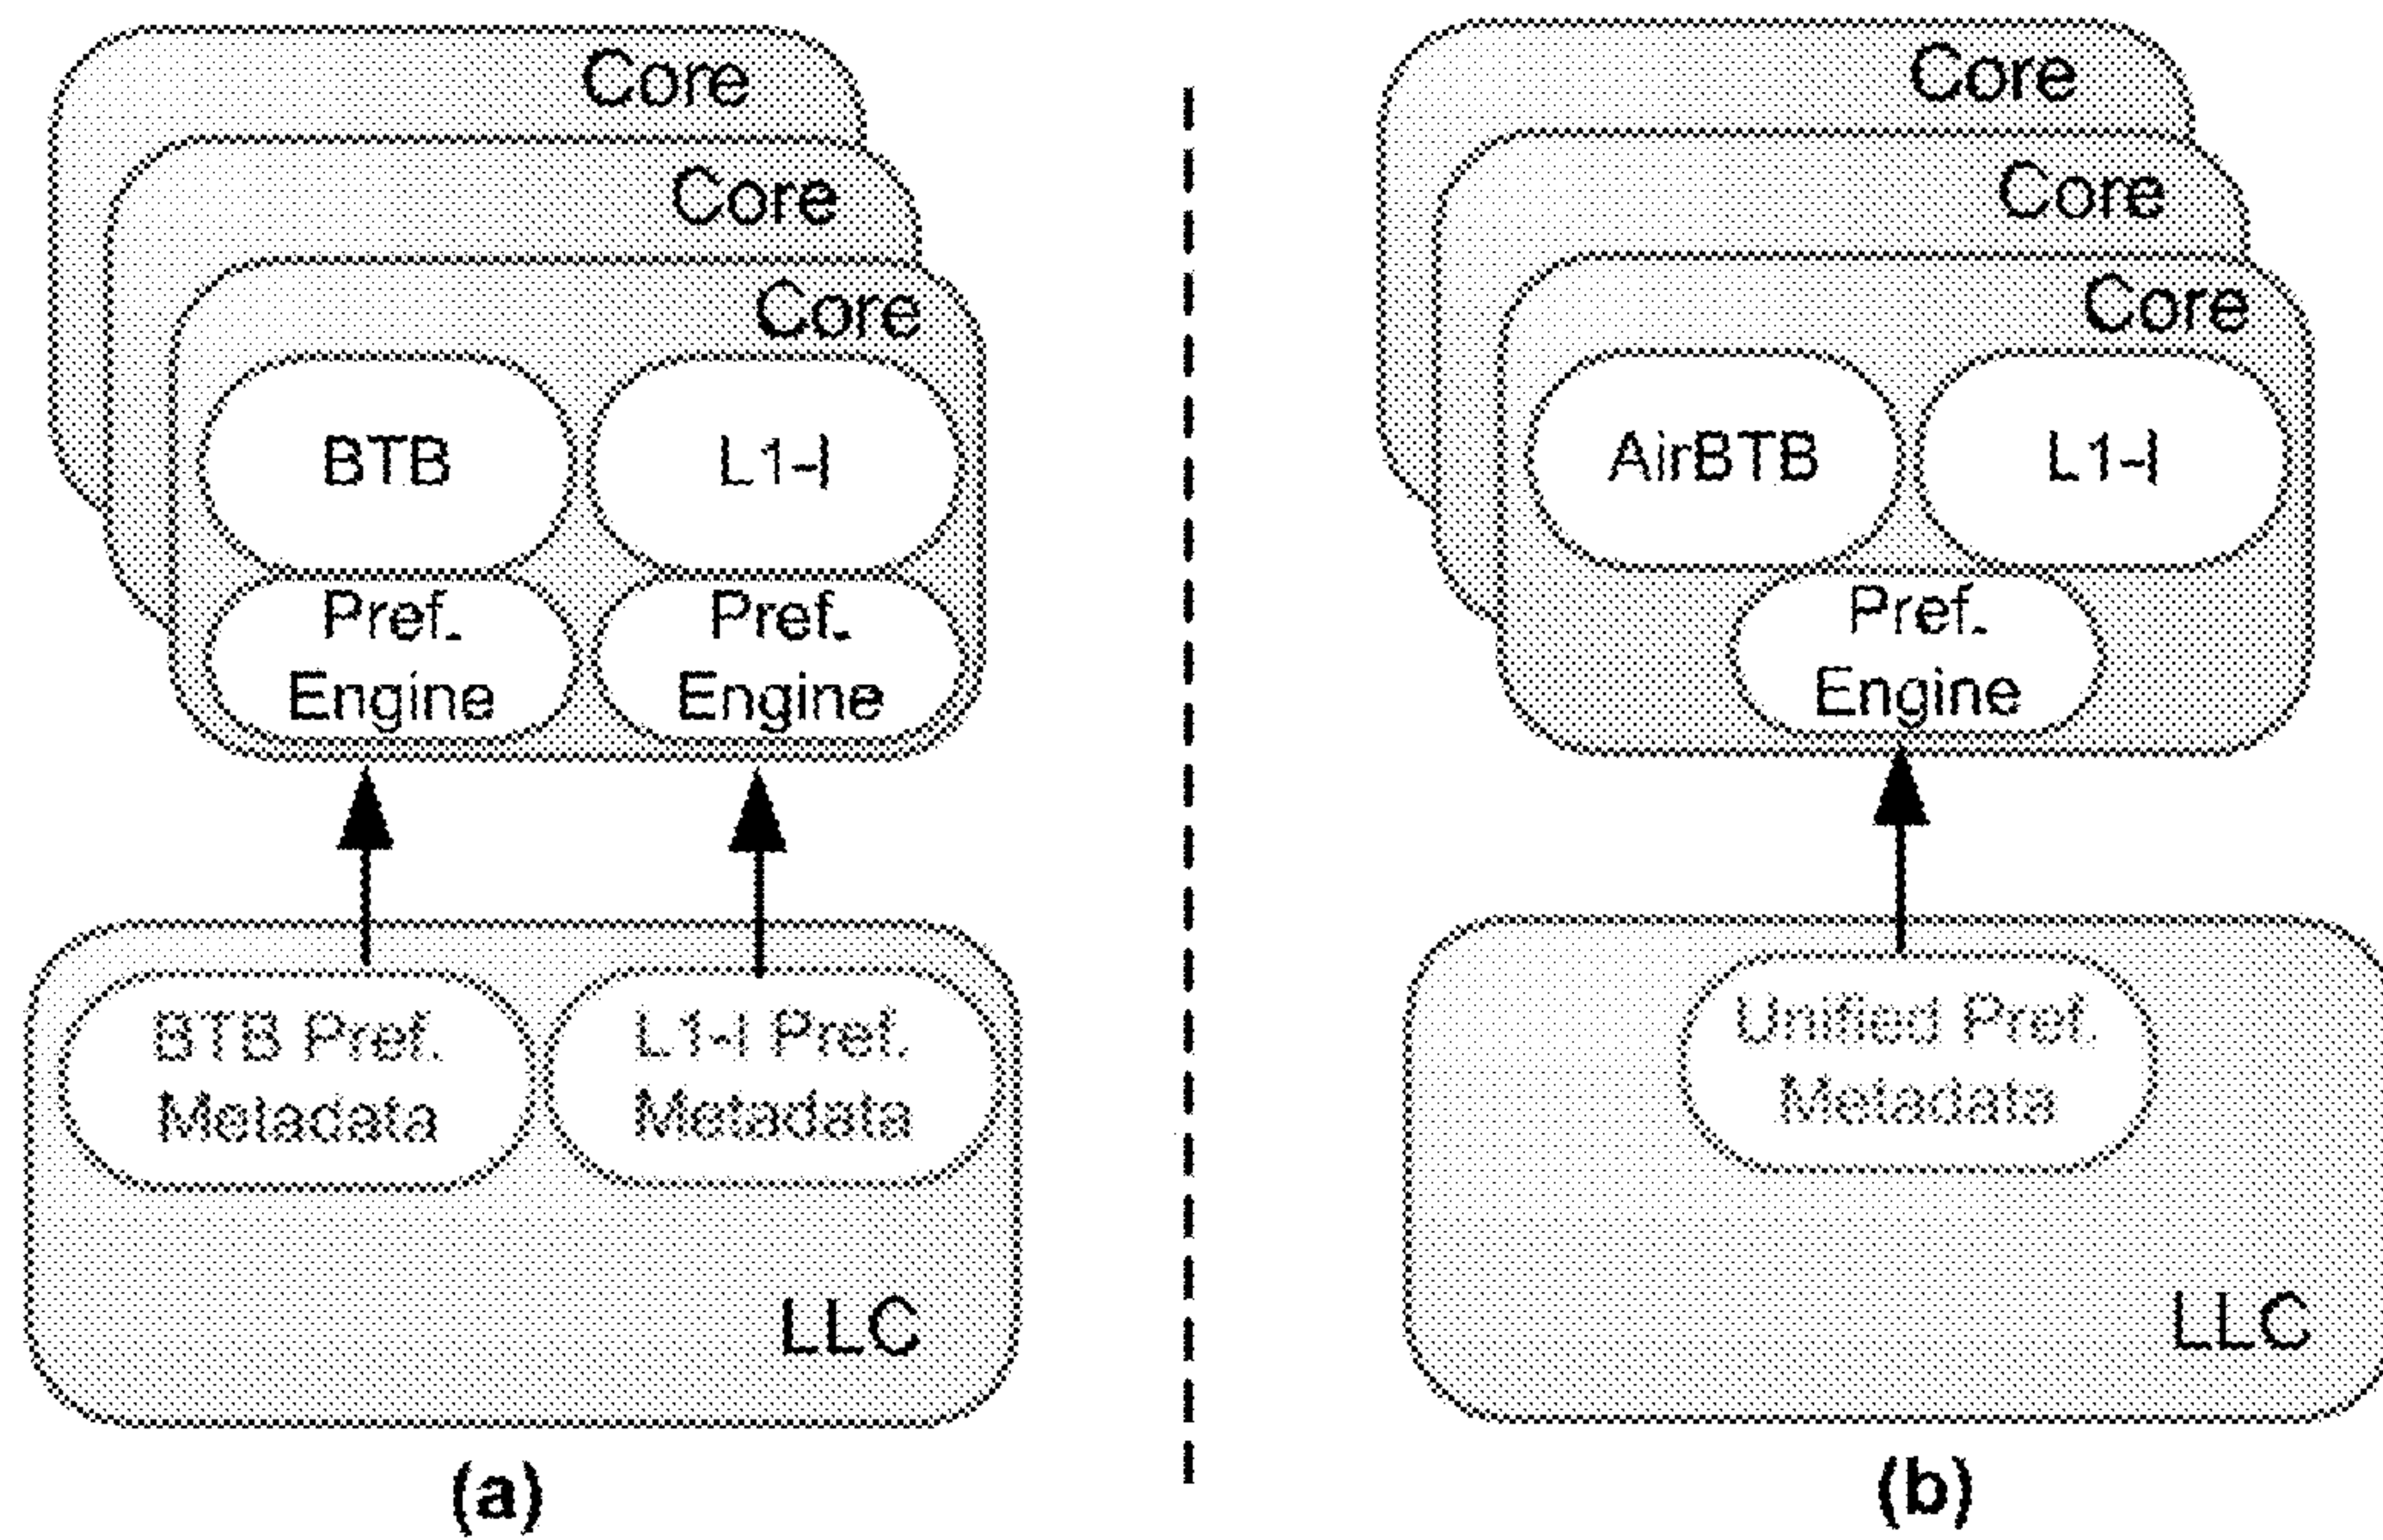 Core
Core
Core
BTB
L1-I
Pref.
Engine
Pref.
Engine
BTB Pref.
Metadata
L1-I Pref.
Metadata
LLC
(a)
Core
Core
Core
AirBTB
L1-I
Pref.
Engine
Unified Pref.
Metadata
LLC
(b)